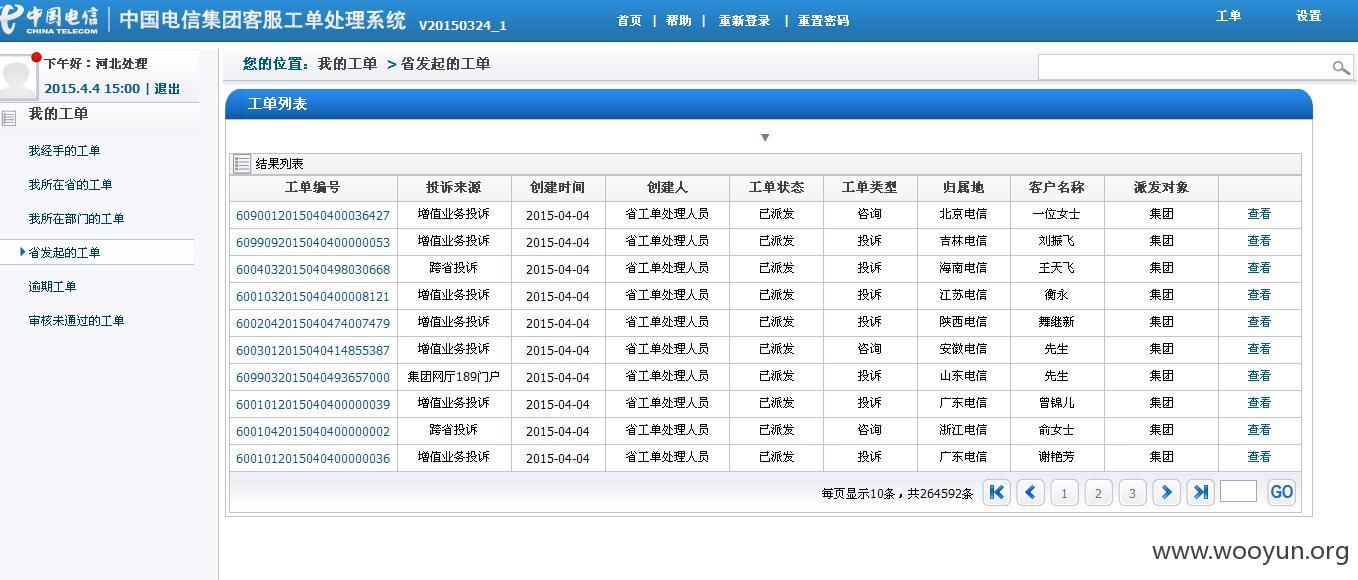 中国电信 CHINA TELECOM 中国电信集团客服工单处理系统 V20150324_1 首页 | 帮助 | 重新登录 | 重置密码 工单 设置
下午好：河北处理
2015.4.4 15:00 | 退出
我的工单
我经手的工单
我所在省的工单
我所在部门的工单
省发起的工单
逾期工单
审核未通过的工单
您的位置：我的工单 >省发起的工单
工单列表
▼
结果列表
工单编号 投诉来源 创建时间 创建人 工单状态 工单类型 归属地 客户名称 派发对象
6090012015040400036427 增值业务投诉 2015-04-04 省工单处理人员 已派发 咨询 北京电信 一位女士 集团 查看
6099092015040400000053 增值业务投诉 2015-04-04 省工单处理人员 已派发 投诉 吉林电信 刘振飞 集团 查看
6004032015040498030668 跨省投诉 2015-04-04 省工单处理人员 已派发 投诉 海南电信 王天飞 集团 查看
6001032015040400008121 增值业务投诉 2015-04-04 省工单处理人员 已派发 投诉 江苏电信 衡永 集团 查看
6002042015040474007479 增值业务投诉 2015-04-04 省工单处理人员 已派发 投诉 陕西电信 舞继新 集团 查看
6003012015040414855387 增值业务投诉 2015-04-04 省工单处理人员 已派发 咨询 安徽电信 先生 集团 查看
6099032015040493657000 集团网厅189门户 2015-04-04 省工单处理人员 已派发 投诉 山东电信 先生 集团 查看
6001012015040400000039 增值业务投诉 2015-04-04 省工单处理人员 已派发 投诉 广东电信 曾锦儿 集团 查看
6001042015040400000002 跨省投诉 2015-04-04 省工单处理人员 已派发 咨询 浙江电信 俞女士 集团 查看
6001012015040400000036 增值业务投诉 2015-04-04 省工单处理人员 已派发 投诉 广东电信 谢艳芳 集团 查看
每页显示10条，共264592条 1 2 3 GO
www.wooyun.org